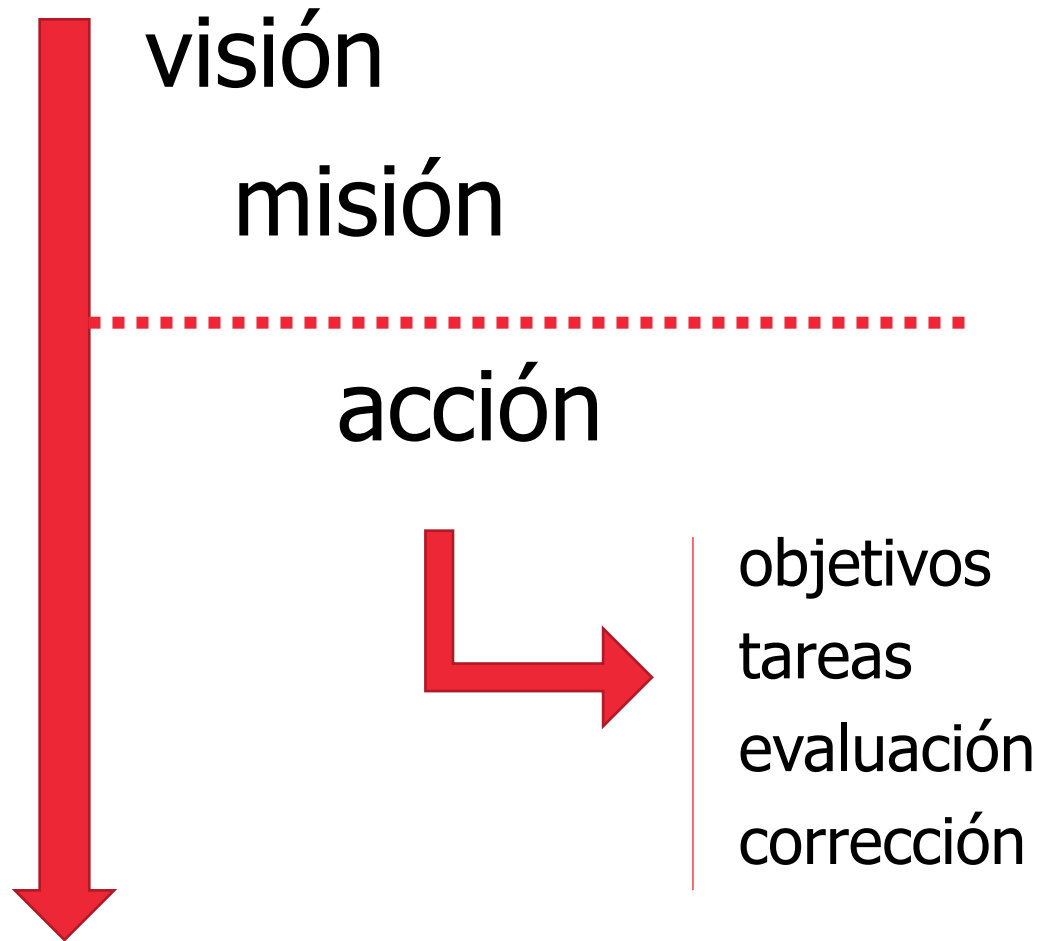 visión
misión
acción
objetivos
tareas
evaluación
corrección